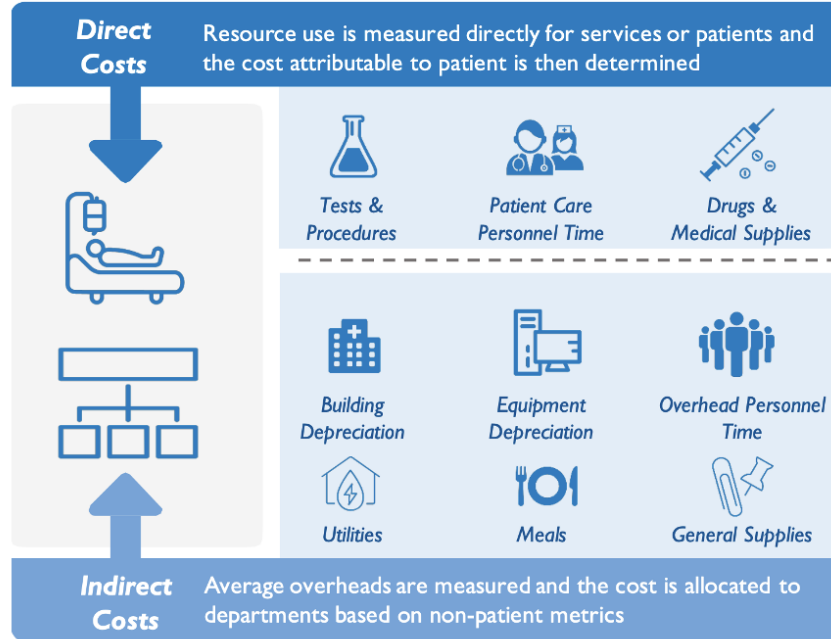 Direct
Costs
Resource use is measured directly for services or patients and
the cost attributable to patient is then determined
Tests &
Procedures
Patient Care
Personnel Time
Drugs &
Medical Supplies
Building
Depreciation
Equipment
Depreciation
Overhead Personnel
Time
Utilities
Meals
General Supplies
Indirect
Costs
Average overheads are measured and the cost is allocated to
departments based on non-patient metrics